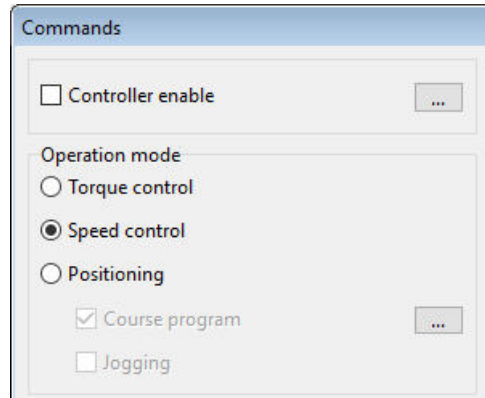 Commands
Controller enable
...
Operation mode
Torque control
Speed control
Positioning
Course program
...
Jogging